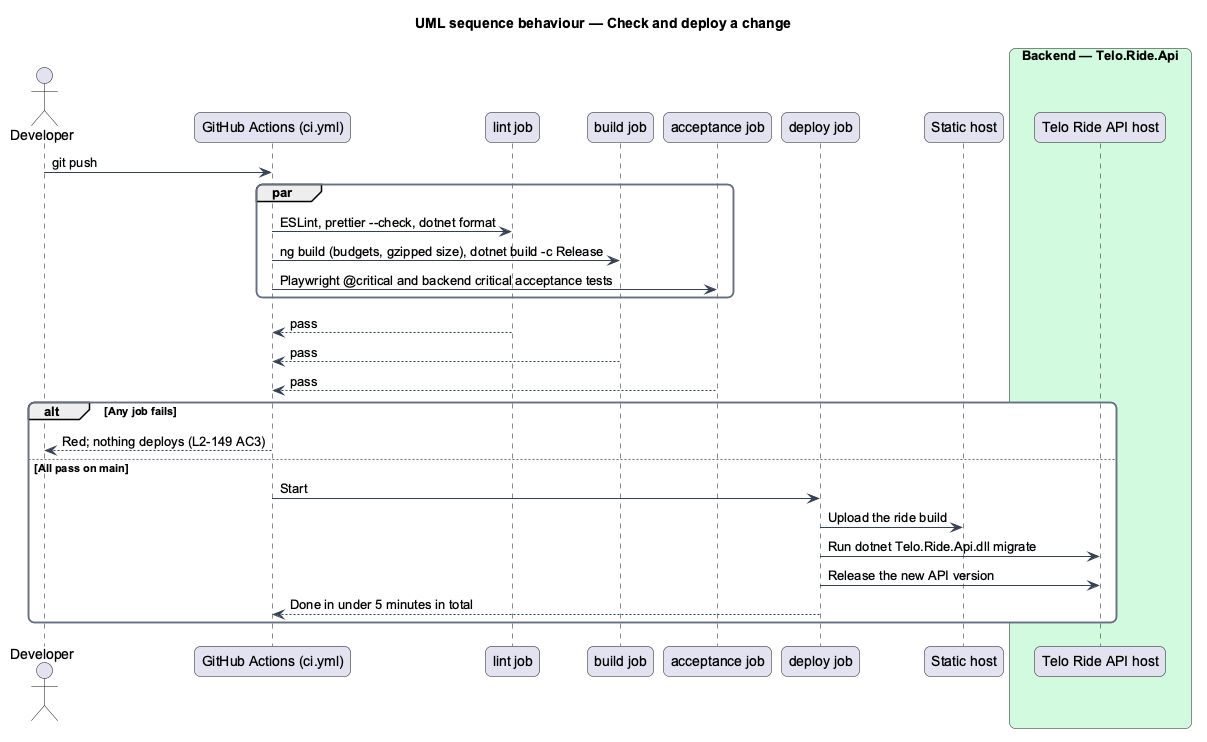 UML sequence behaviour — Check and deploy a change
Backend — Telo.Ride.Api
Developer
GitHub Actions (ci.yml)
lint job
build job
acceptance job
deploy job
Static host
Telo Ride API host
git push
par
ESLint, prettier --check, dotnet format
ng build (budgets, gzipped size), dotnet build -c Release
Playwright @critical and backend critical acceptance tests
pass
pass
pass
alt
[Any job fails]
Red; nothing deploys (L2-149 AC3)
[All pass on main]
Start
Upload the ride build
Run dotnet Telo.Ride.Api.dll migrate
Release the new API version
Done in under 5 minutes in total
Developer
GitHub Actions (ci.yml)
lint job
build job
acceptance job
deploy job
Static host
Telo Ride API host